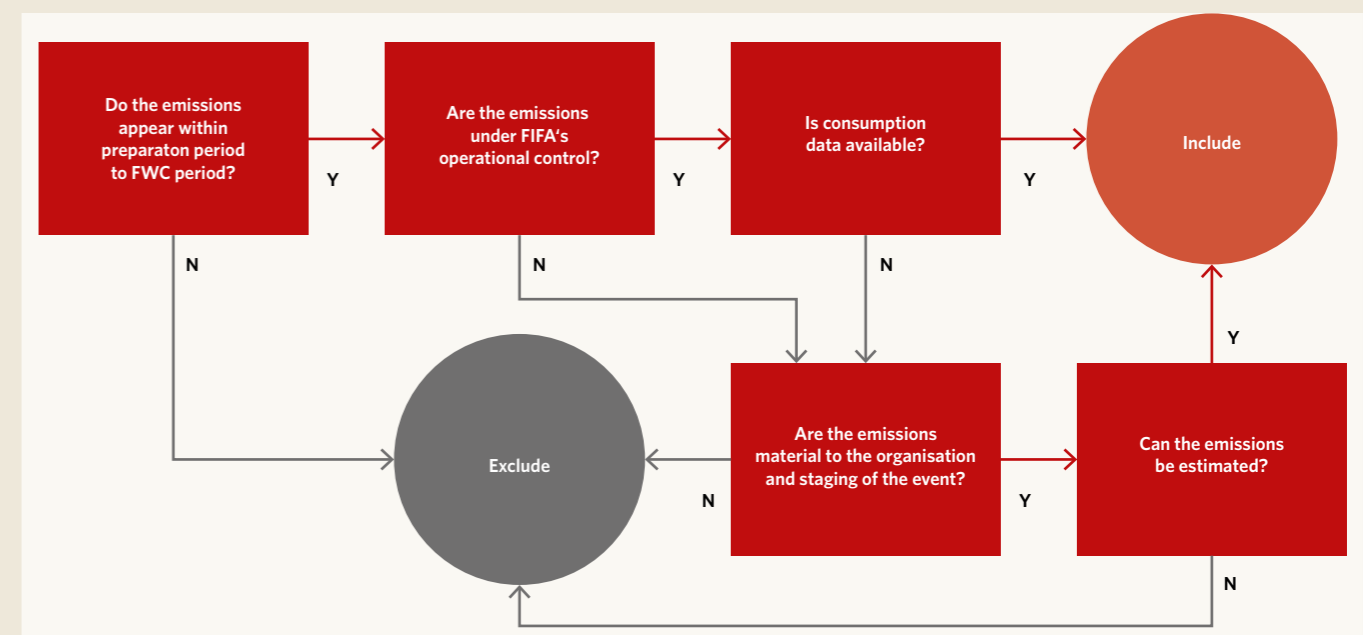 Do the emissions
appear within
preparaton period
to FWC period?
Y
N
Are the emissions
under FIFA's
operational control?
Y
N
Is consumption
data available?
Y
N
Include
Exclude
Are the emissions
material to the organisation
and staging of the event?
N
Y
Can the emissions
be estimated?
Y
N